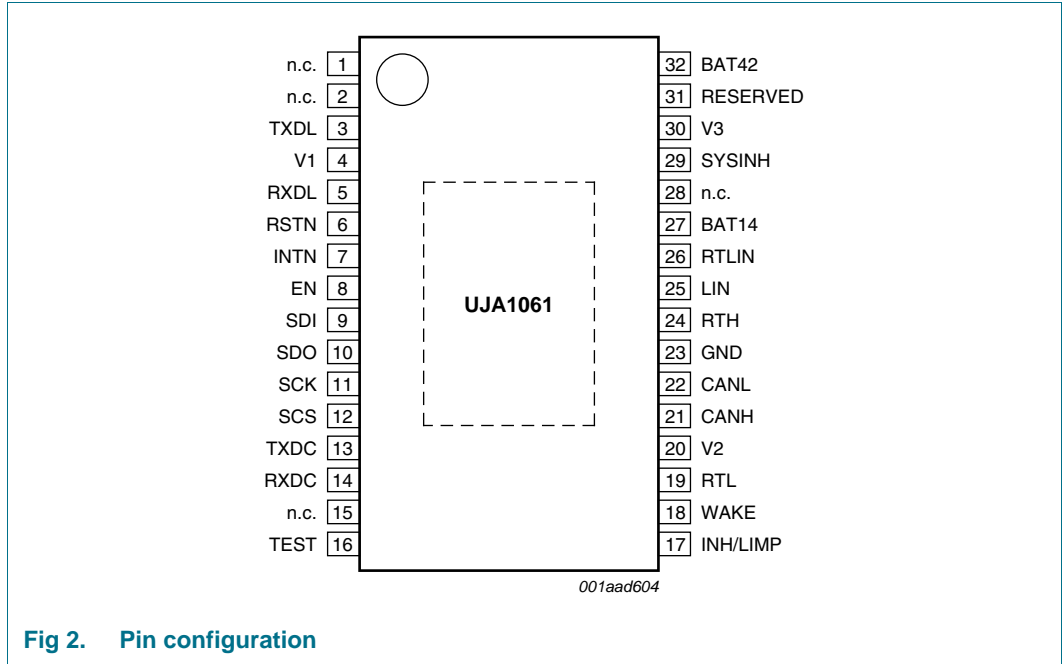 n.c. 1 32 BAT42
n.c. 2 31 RESERVED
TXDL 3 30 V3
V1 4 29 SYSINH
RXDL 5 28 n.c.
RSTN 6 27 BAT14
INTN 7 26 RTLIN
EN 8 25 LIN
UJA1061
SDI 9 24 RTH
SDO 10 23 GND
SCK 11 22 CANL
SCS 12 21 CANH
TXDC 13 20 V2
RXDC 14 19 RTL
n.c. 15 18 WAKE
TEST 16 17 INH/LIMP
001aad604
Fig 2. Pin configuration